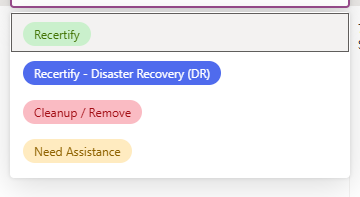 Recertify
Recertify - Disaster Recovery (DR)
Cleanup / Remove
Need Assistance